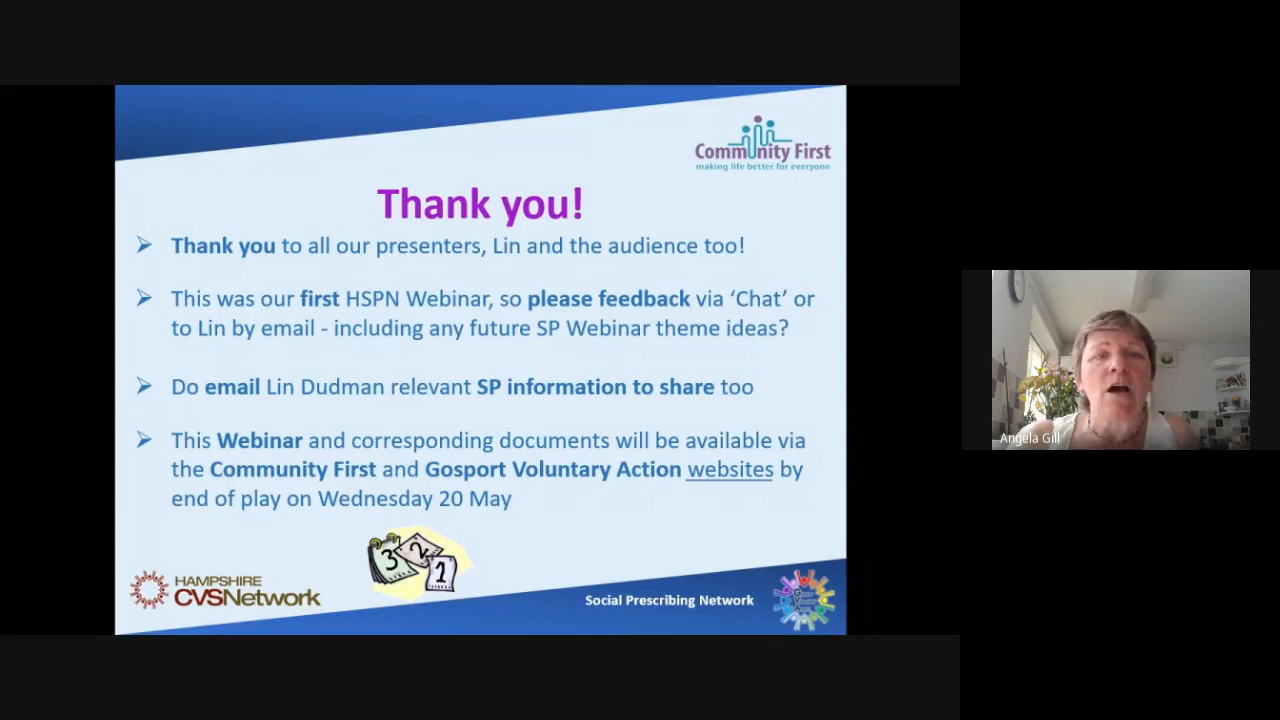 Community First
making life better for everyone
Thank you!
Thank you to all our presenters, Lin and the audience too!
This was our first HSPN Webinar, so please feedback via ‘Chat’ or
to Lin by email - including any future SP Webinar theme ideas?
Do email Lin Dudman relevant SP information to share too
This Webinar and corresponding documents will be available via
the Community First and Gosport Voluntary Action websites by
end of play on Wednesday 20 May
3 2 1
HAMPSHIRE
CVSNetwork
Social Prescribing Network
Angela Gill